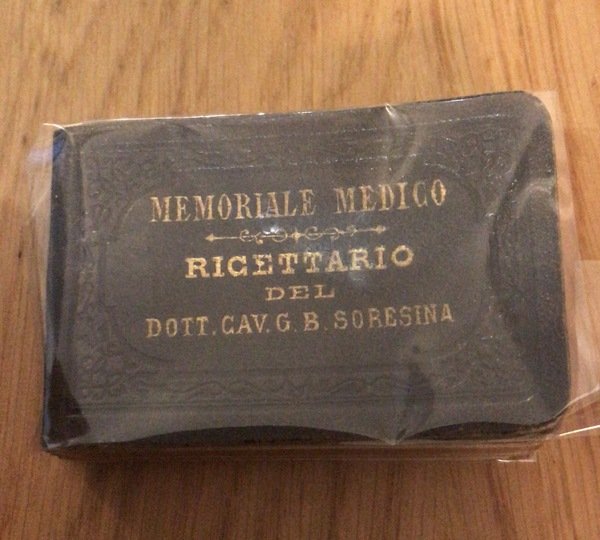 MEMORIALE MEDICO
RICETTARIO
DEL
DOTT. CAV. G. B. SORESINA